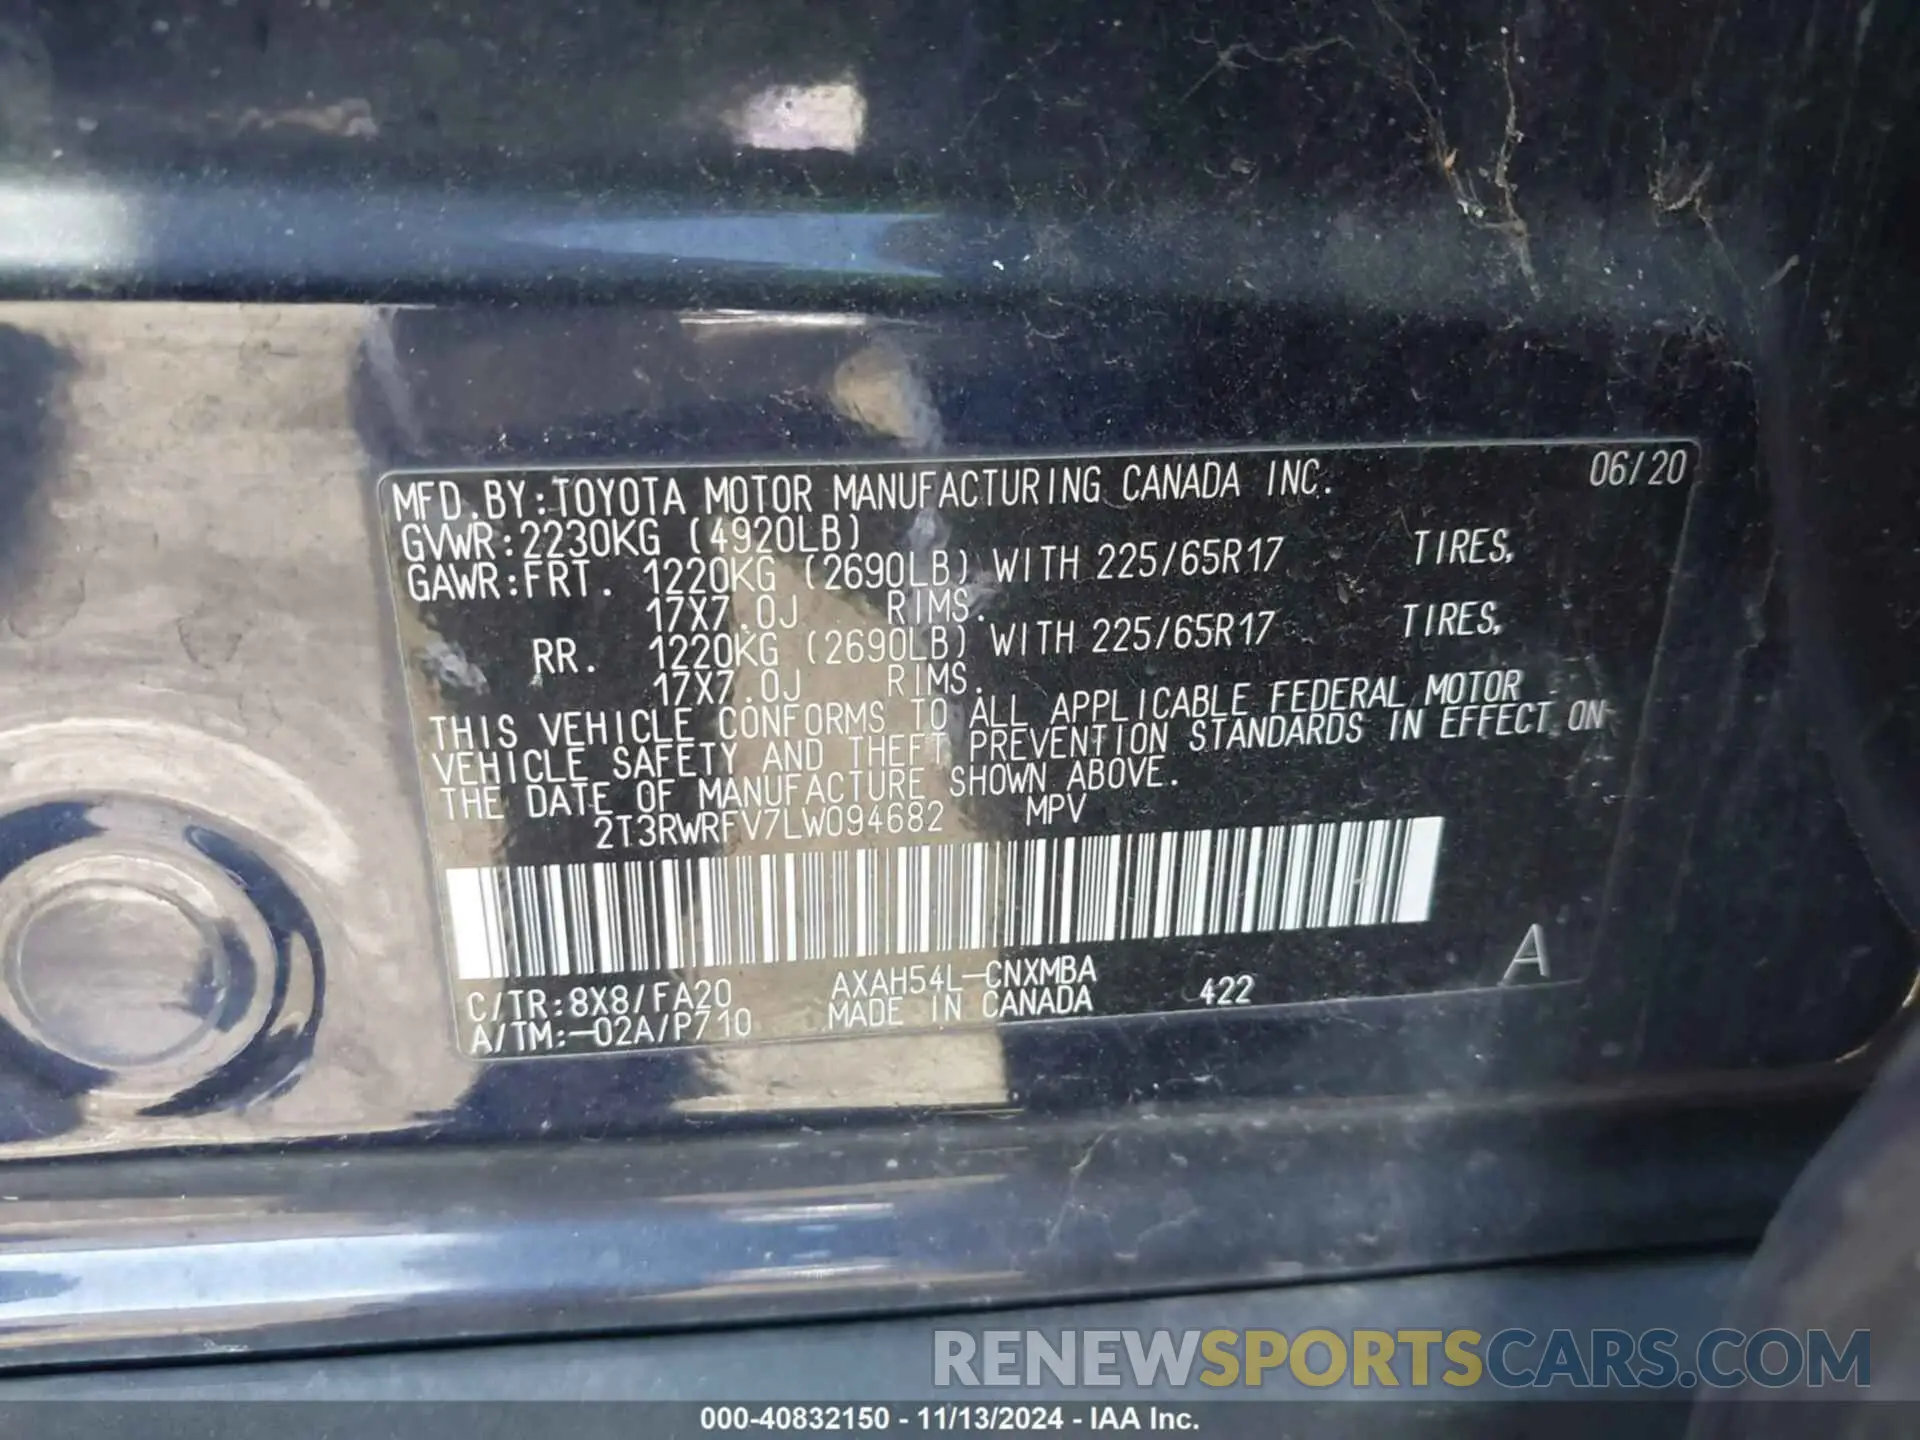 MFD.BY:TOYOTA MOTOR MANUFACTURING CANADA INC. 06/20
GVWR:2230KG (4920LB)
GAWR:FRT. 1220KG (2690LB) WITH 225/65R17 TIRES,
17X7.0J RIMS.
RR. 1220KG (2690LB) WITH 225/65R17 TIRES,
17X7.0J RIMS.
THIS VEHICLE CONFORMS TO ALL APPLICABLE FEDERAL MOTOR
VEHICLE SAFETY AND THEFT PREVENTION STANDARDS IN EFFECT ON
THE DATE OF MANUFACTURE SHOWN ABOVE.
2T3RWRFV7LW094682 MPV
C/TR:8X8/FA20 AXAH54L-CNXMBA 422 A
A/TM:-02A/P710 MADE IN CANADA
RENEWSPORTSCARS.COM
000-40832150 - 11/13/2024 - IAA Inc.